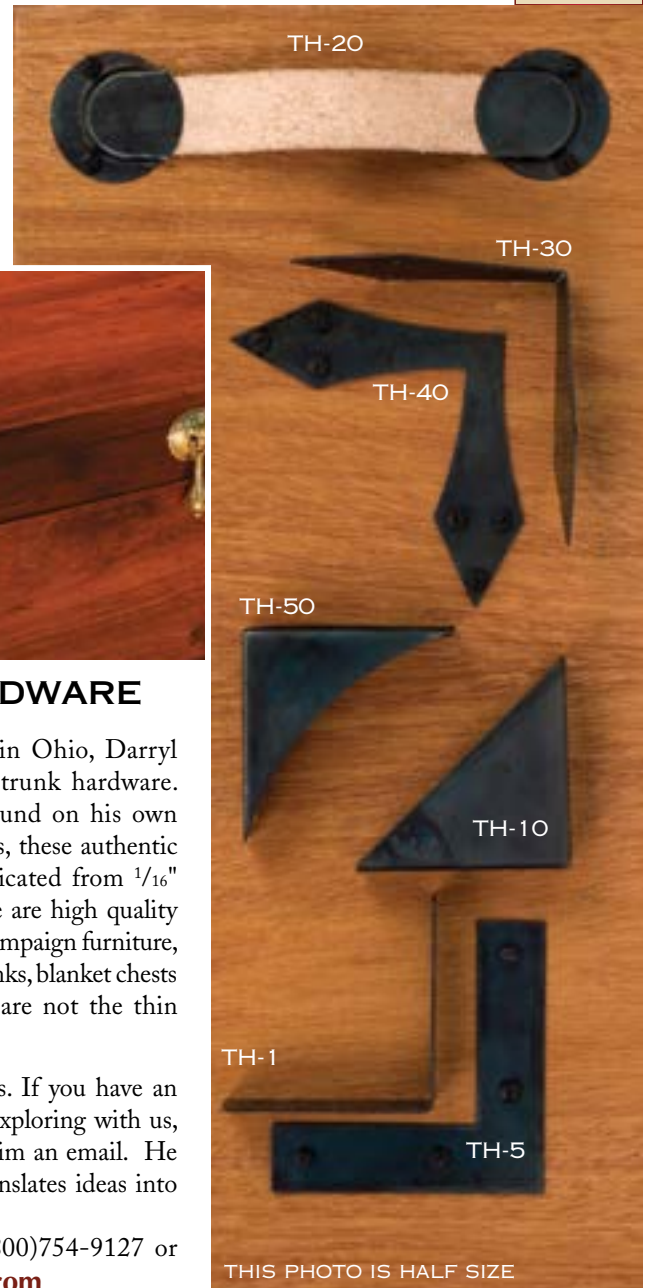 TH-20
TH-30
TH-40
TH-50
TH-10
TH-1
TH-5
THIS PHOTO IS HALF SIZE
DWARE
in Ohio, Darryl
trunk hardware.
und on his own
s, these authentic
icated from 1/16"
e are high quality
mpaign furniture,
nks, blanket chests
are not the thin
s. If you have an
xploring with us,
im an email. He
nslates ideas into
00)754-9127 or
om